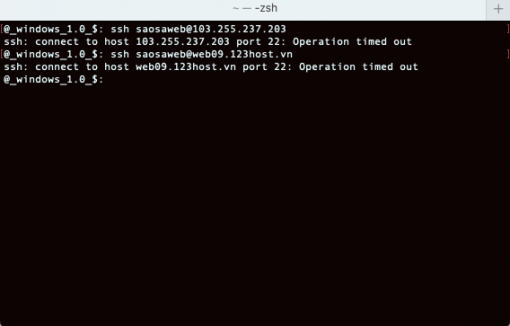 ~ — -zsh
[@_windows_1.0_$: ssh saosaweb@103.255.237.203 ]
ssh: connect to host 103.255.237.203 port 22: Operation timed out
[@_windows_1.0_$: ssh saosaweb@web09.123host.vn ]
ssh: connect to host web09.123host.vn port 22: Operation timed out
@_windows_1.0_$: